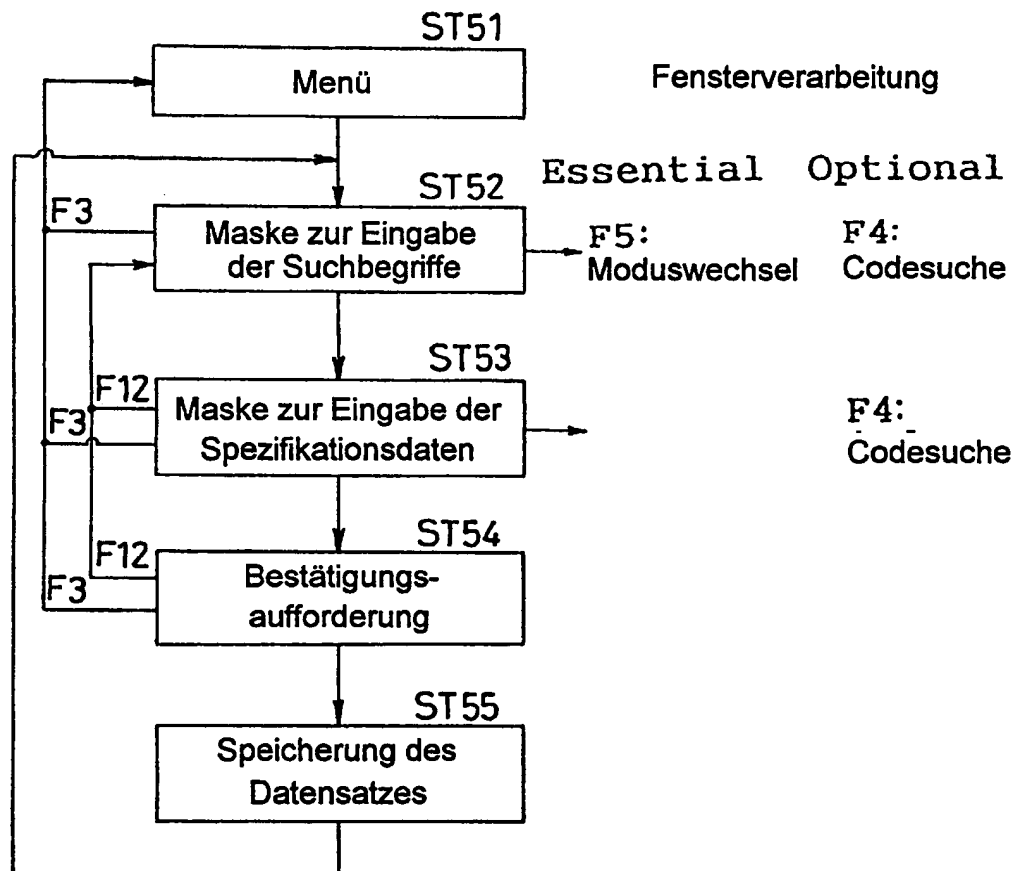 ST51
Menü
Fensterverarbeitung
Essential Optional
ST52
F3
Maske zur Eingabe
der Suchbegriffe
F5:
Moduswechsel
F4:
Codesuche
ST53
F12
F3
Maske zur Eingabe der
Spezifikationsdaten
F4:
Codesuche
ST54
F12
F3
Bestätigungs-
aufforderung
ST55
Speicherung des
Datensatzes